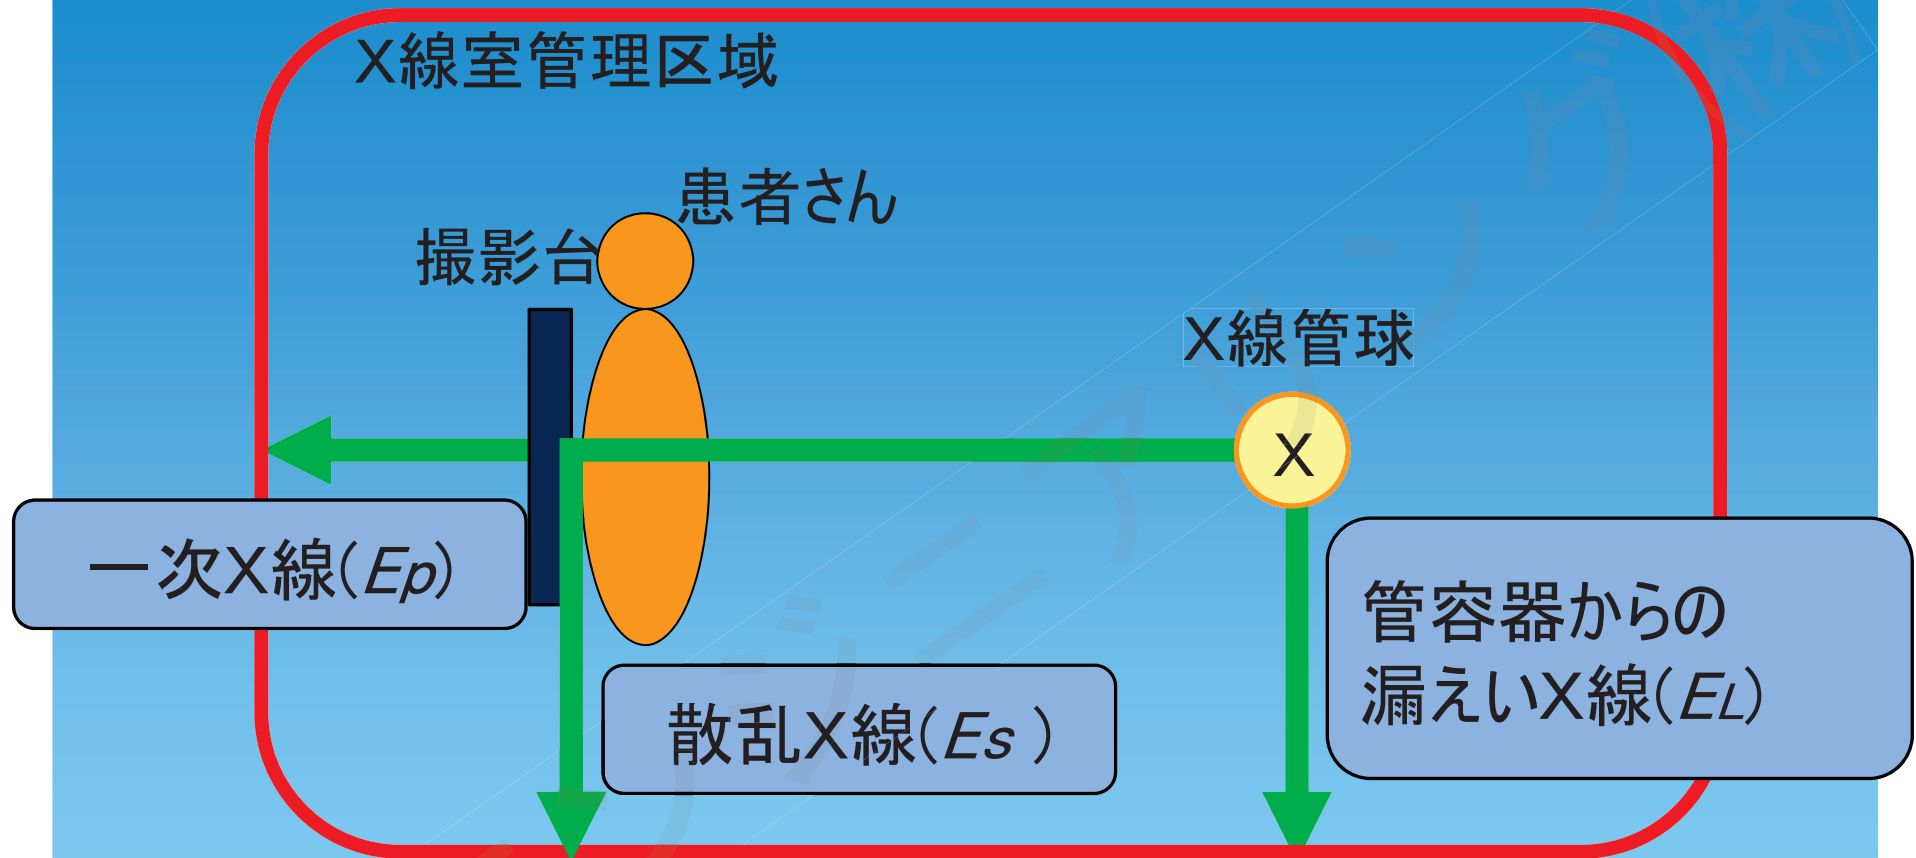 X線室管理区域
患者さん
撮影台
X線管球
X
一次X線(Ep)
管容器からの
漏えいX線(EL)
散乱X線(Es )